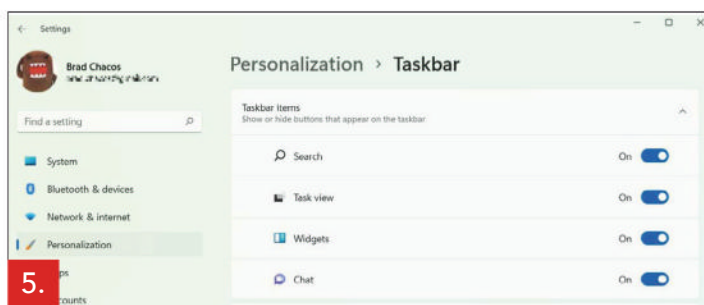 Settings
Brad Chacos
Personalization > Taskbar
Taskbar items
Show or hide buttons that appear on the taskbar
Find a setting
Search On
System
Task view On
Bluetooth & devices
Network & internet
Widgets On
Personalization
Chat On
5.